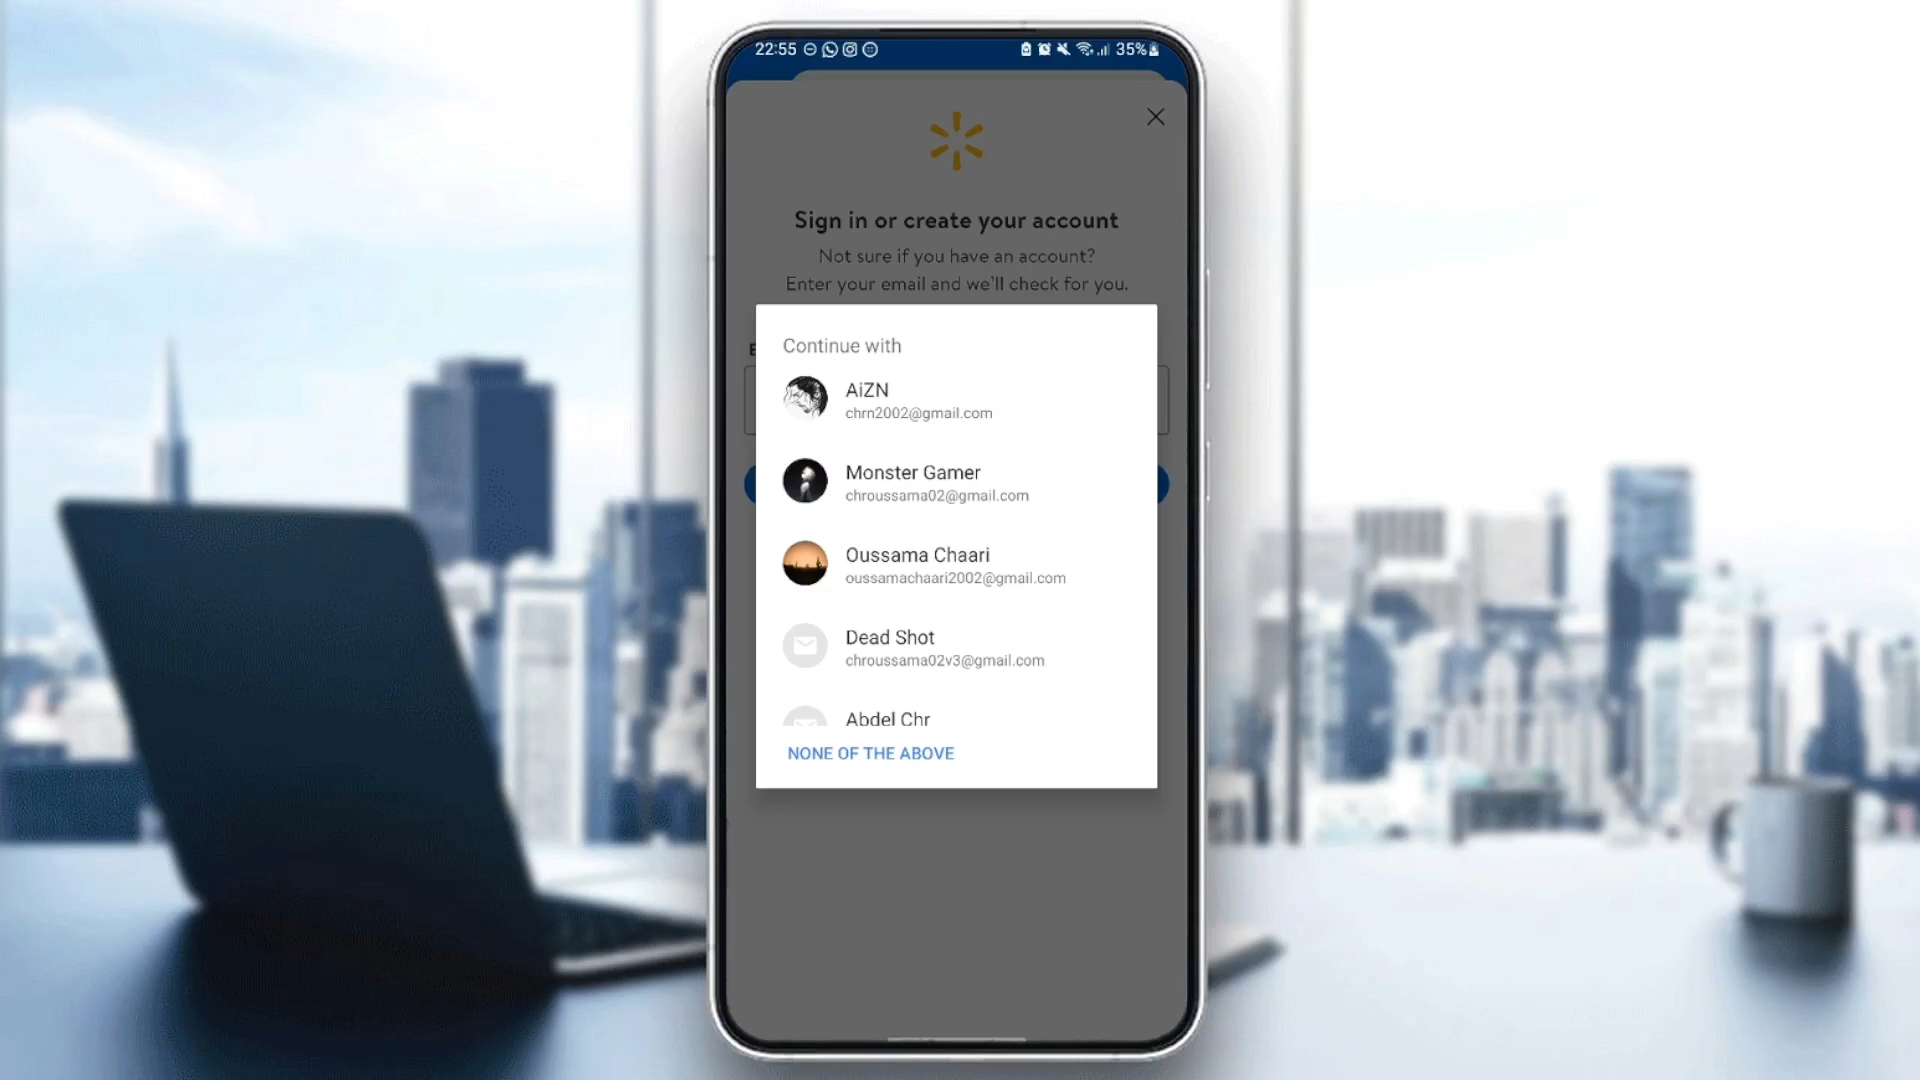 22:55
35%
Sign in or create your account
Not sure if you have an account?
Enter your email and we'll check for you.
Continue with
AiZN
chrn2002@gmail.com
Monster Gamer
chroussama02@gmail.com
Oussama Chaari
oussamachaari2002@gmail.com
Dead Shot
chroussama02v3@gmail.com
Abdel Chr
NONE OF THE ABOVE